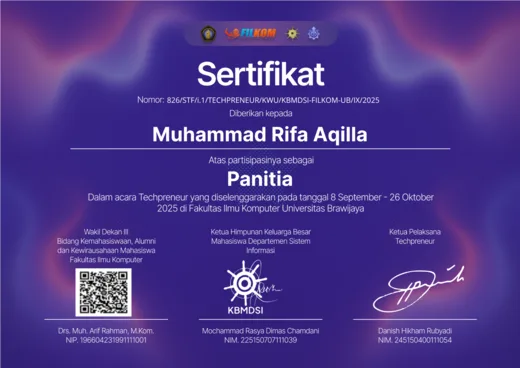 FILKOM
Sertifikat
Nomor: 826/STF/i.1/TECHPRENEUR/KWU/KBMDSI-FILKOM-UB/IX/2025
Diberikan kepada
Muhammad Rifa Aqilla
Atas partisipasinya sebagai
Panitia
Dalam acara Techpreneur yang diselenggarakan pada tanggal 8 September - 26 Oktober
2025 di Fakultas Ilmu Komputer Universitas Brawijaya
Wakil Dekan III
Bidang Kemahasiswaan, Alumni
dan Kewirausahaan Mahasiswa
Fakultas Ilmu Komputer
Drs. Muh. Arif Rahman, M.Kom.
NIP. 196604231991111001
Ketua Himpunan Keluarga Besar
Mahasiswa Departemen Sistem
Informasi
KBMDSI
Mochammad Rasya Dimas Chamdani
NIM. 225150707111039
Ketua Pelaksana
Techpreneur
Danish Hikham Rubyadi
NIM. 245150400111054